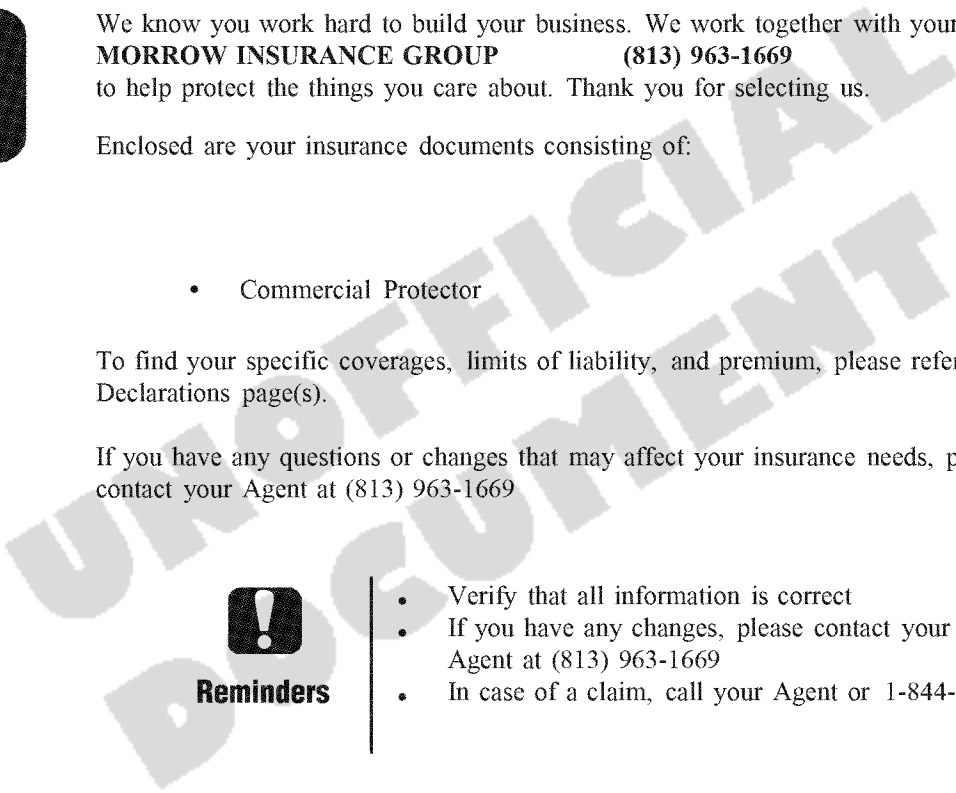 We know you work hard to build your business. We work together with your
MORROW INSURANCE GROUP (813) 963-1669
to help protect the things you care about. Thank you for selecting us.
Enclosed are your insurance documents consisting of:
• Commercial Protector
To find your specific coverages, limits of liability, and premium, please refer
Declarations page(s).
If you have any questions or changes that may affect your insurance needs, p
contact your Agent at (813) 963-1669
• Verify that all information is correct
• If you have any changes, please contact your
Agent at (813) 963-1669
• In case of a claim, call your Agent or 1-844-
Reminders
UNOFFICIAL
DOCUMENT